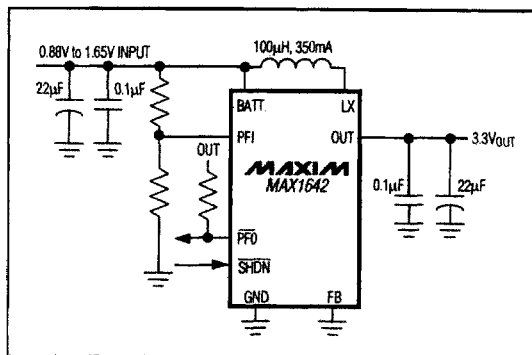 100μH, 350mA
0.88V to 1.65V INPUT
22μF
0.1μF
BATT.
LX
PFI
OUT
OUT
3.3VOUT
MAXIM
MAX1642
0.1μF
22μF
PFO
SHDN
GND
FB